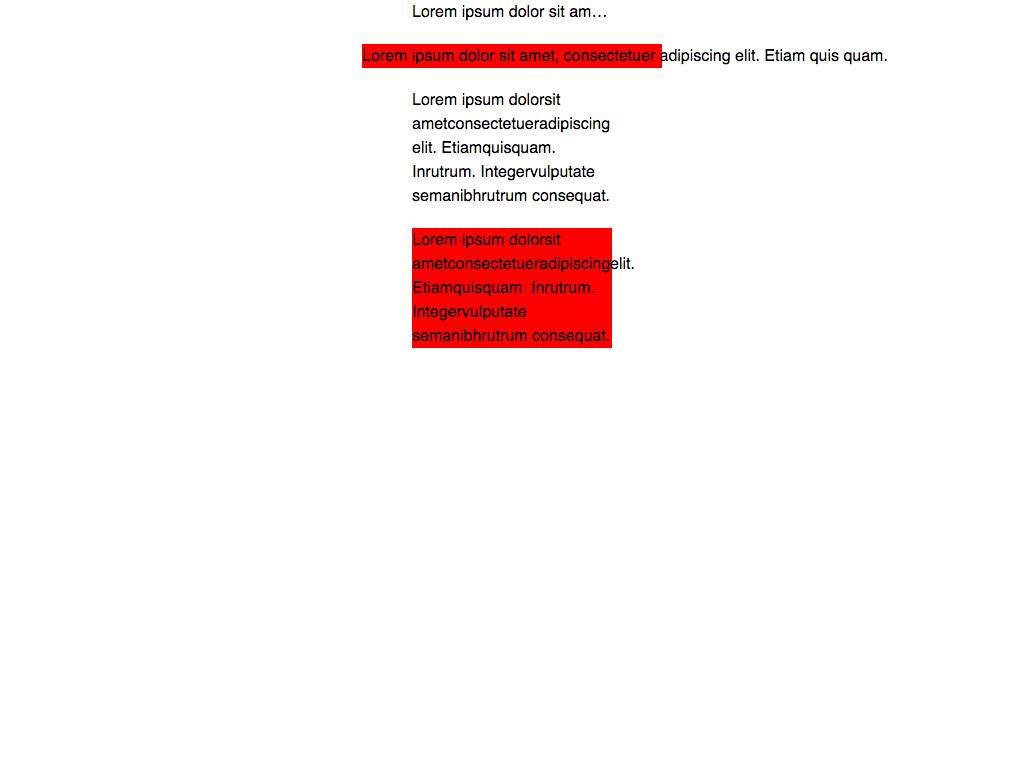 Lorem ipsum dolor sit am…
Lorem ipsum dolor sit amet, consectetuer adipiscing elit. Etiam quis quam.
Lorem ipsum dolorsit
ametconsectetueradipiscing
elit. Etiamquisquam.
Inrutrum. Integervulputate
semanibhrutrum consequat.
Lorem ipsum dolorsit
ametconsectetueradipiscingelit.
Etiamquisquam. Inrutrum.
Integervulputate
semanibhrutrum consequat.